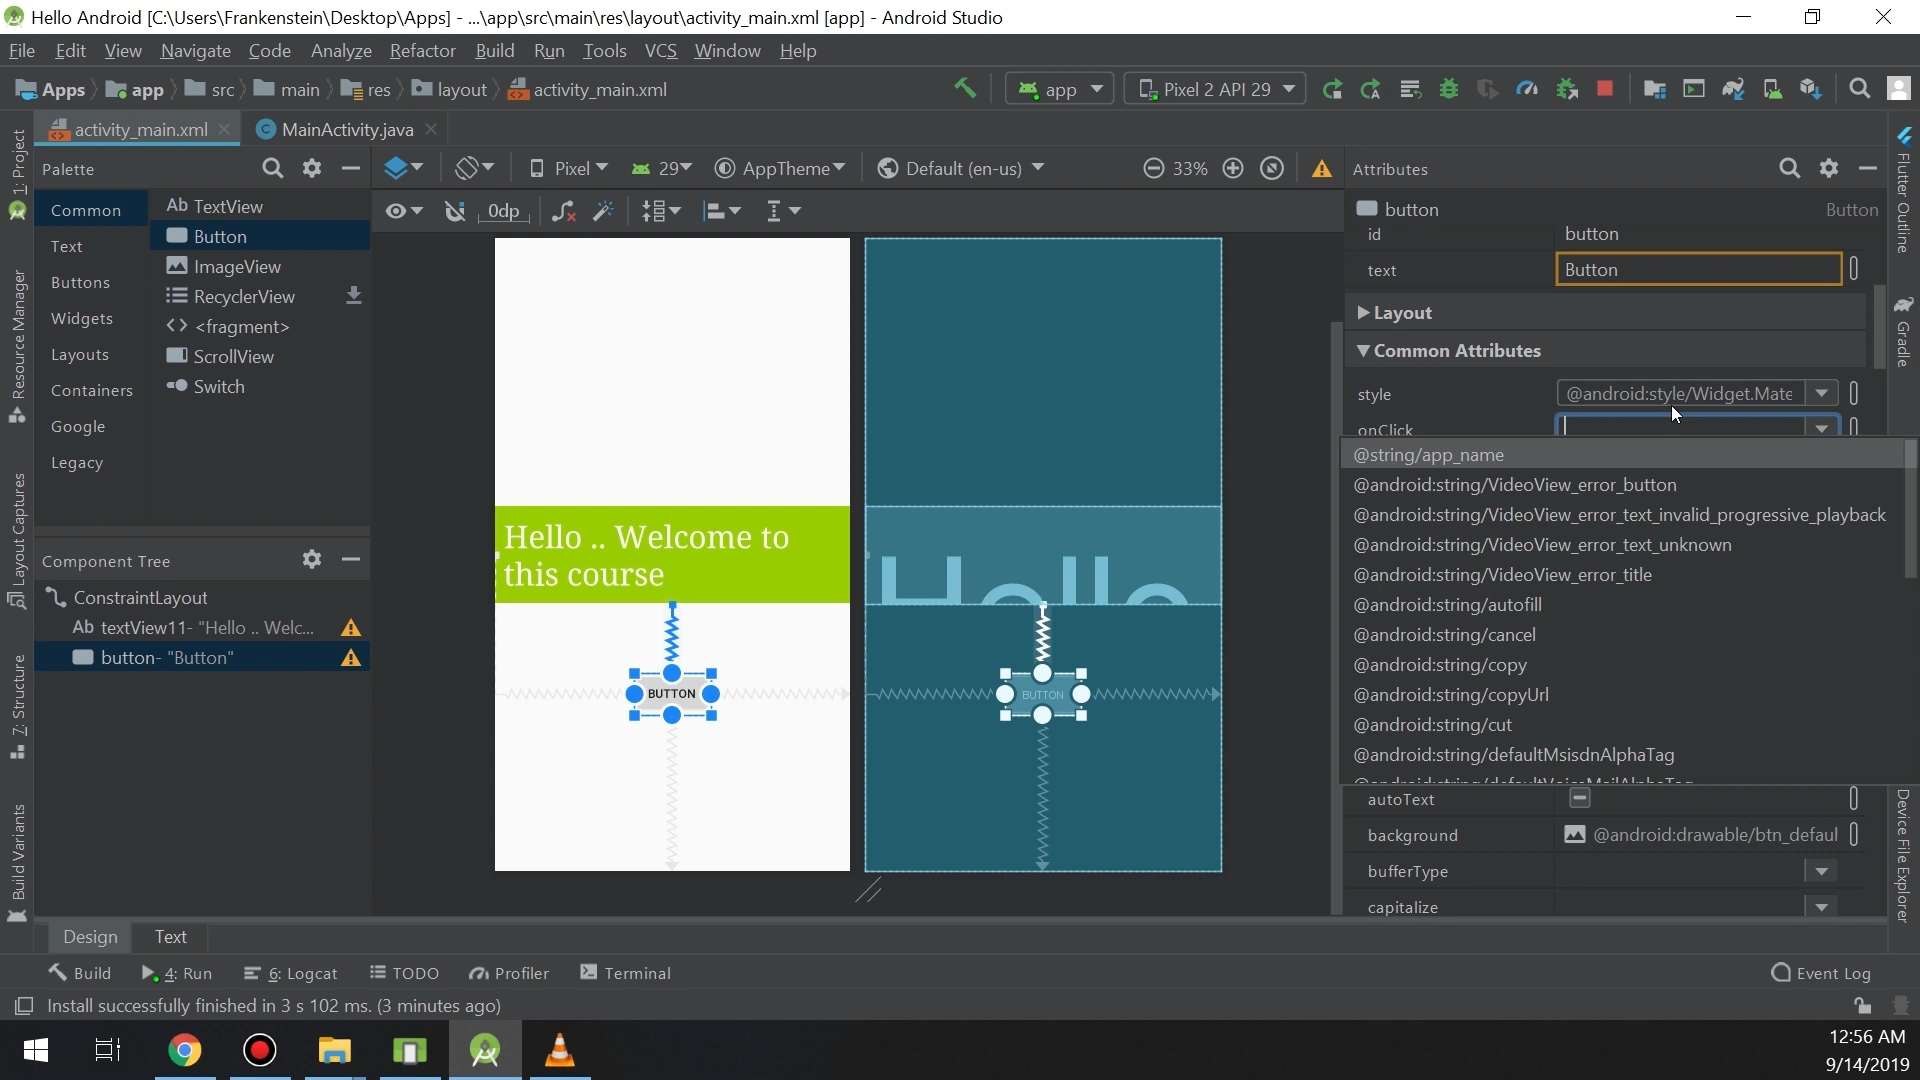 Hello Android [C:\Users\Frankenstein\Desktop\Apps] - ...\app\src\main\res\layout\activity_main.xml [app] - Android Studio
File Edit View Navigate Code Analyze Refactor Build Run Tools VCS Window Help
Apps app src main res layout activity_main.xml app Pixel 2 API 29
activity_main.xml MainActivity.java
Palette
Common
Text
Buttons
Widgets
Layouts
Containers
Google
Legacy
Ab TextView
Button
ImageView
RecyclerView
<fragment>
ScrollView
Switch
Pixel 29 AppTheme Default (en-us) 33%
0dp
Hello .. Welcome to
this course
BUTTON
Hello
BUTTON
Component Tree
ConstraintLayout
Ab textView11- "Hello .. Welc...
button- "Button"
Attributes
button Button
id button
text Button
Layout
Common Attributes
style @android:style/Widget.Mate
onClick
@string/app_name
@android:string/VideoView_error_button
@android:string/VideoView_error_text_invalid_progressive_playback
@android:string/VideoView_error_text_unknown
@android:string/VideoView_error_title
@android:string/autofill
@android:string/cancel
@android:string/copy
@android:string/copyUrl
@android:string/cut
@android:string/defaultMsisdnAlphaTag
autoText
background @android:drawable/btn_defaul
bufferType
capitalize
1: Project
Resource Manager
Layout Captures
7: Structure
Build Variants
Flutter Outline
Gradle
Device File Explorer
Design Text
Build 4: Run 6: Logcat TODO Profiler Terminal Event Log
Install successfully finished in 3 s 102 ms. (3 minutes ago)
12:56 AM
9/14/2019